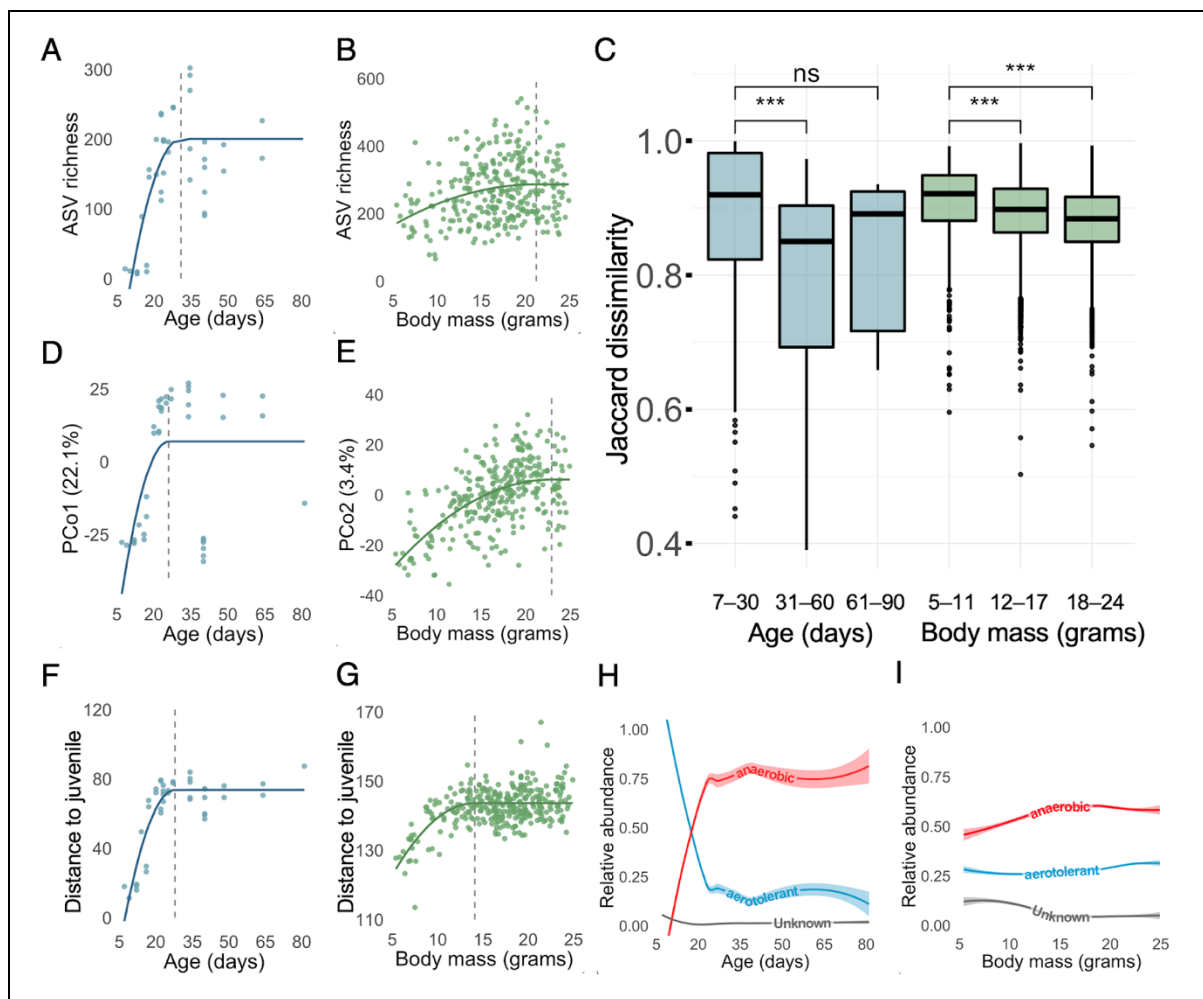 A
ASV richness
300
200
100
0
5 20 35 50 65 80
Age (days)
B
ASV richness
600
400
200
0
5 10 15 20 25
Body mass (grams)
C
ns
***
***
***
Jaccard dissimilarity
1.0
0.8
0.6
0.4
7–30 31–60 61–90 5–11 12–17 18–24
Age (days) Body mass (grams)
D
PCo1 (22.1%)
25
0
-25
5 20 35 50 65 80
Age (days)
E
PCo2 (3.4%)
40
20
0
-20
-40
5 10 15 20 25
Body mass (grams)
F
Distance to juvenile
120
80
40
0
5 20 35 50 65 80
Age (days)
G
Distance to juvenile
170
150
130
110
5 10 15 20 25
Body mass (grams)
H
Relative abundance
1.00
0.75
0.50
0.25
0.00
anaerobic
aerotolerant
Unknown
5 20 35 50 65 80
Age (days)
I
Relative abundance
1.00
0.75
0.50
0.25
0.00
anaerobic
aerotolerant
Unknown
5 10 15 20 25
Body mass (grams)